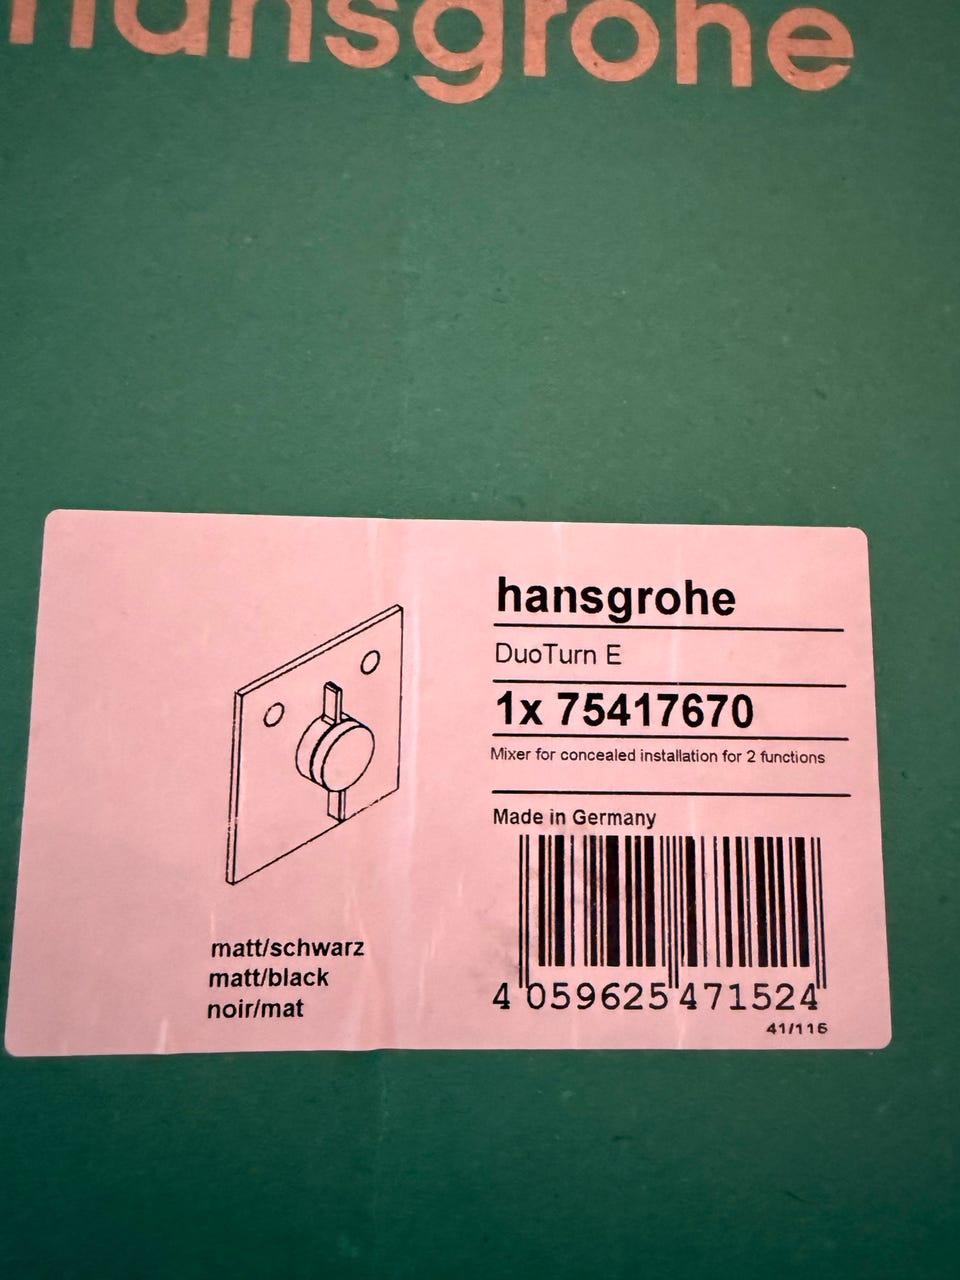 hansgrohe
hansgrohe
DuoTurn E
1x 75417670
Mixer for concealed installation for 2 functions
Made in Germany
4 059625 471524
41/116
matt/schwarz
matt/black
noir/mat